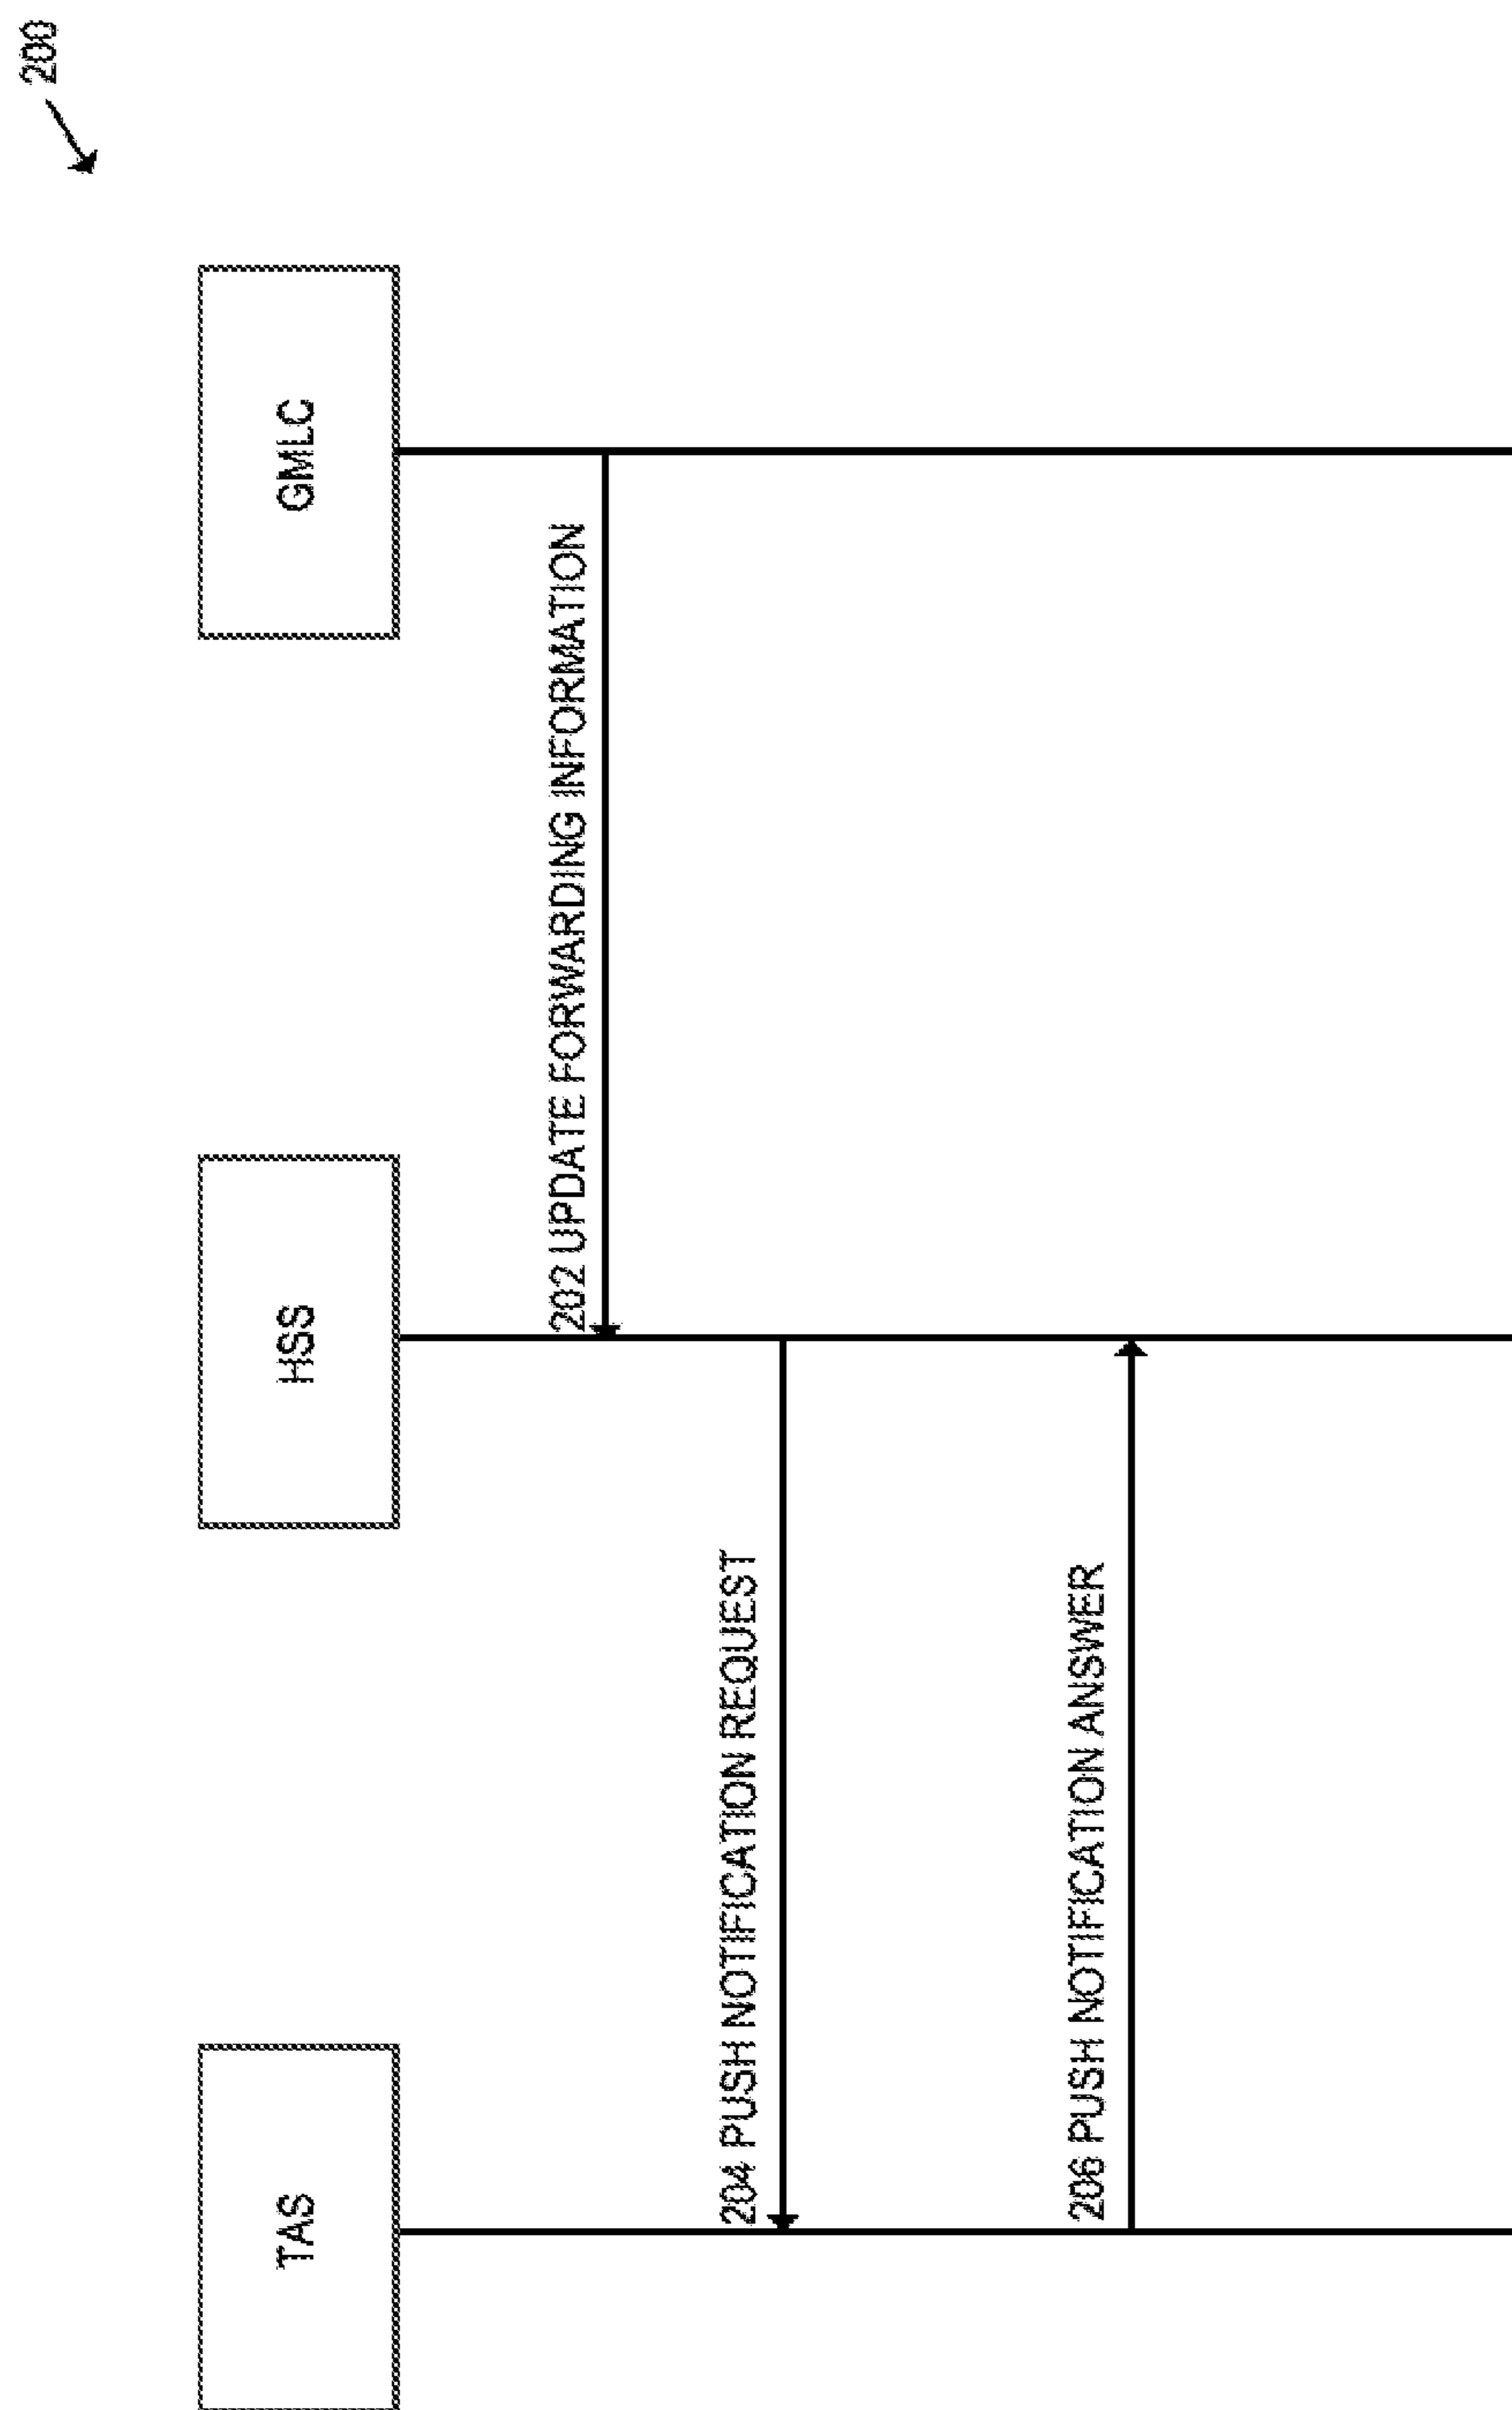 200
TAS
HSS
GMLC
202 UPDATE FORWARDING INFORMATION
204 PUSH NOTIFICATION REQUEST
206 PUSH NOTIFICATION ANSWER